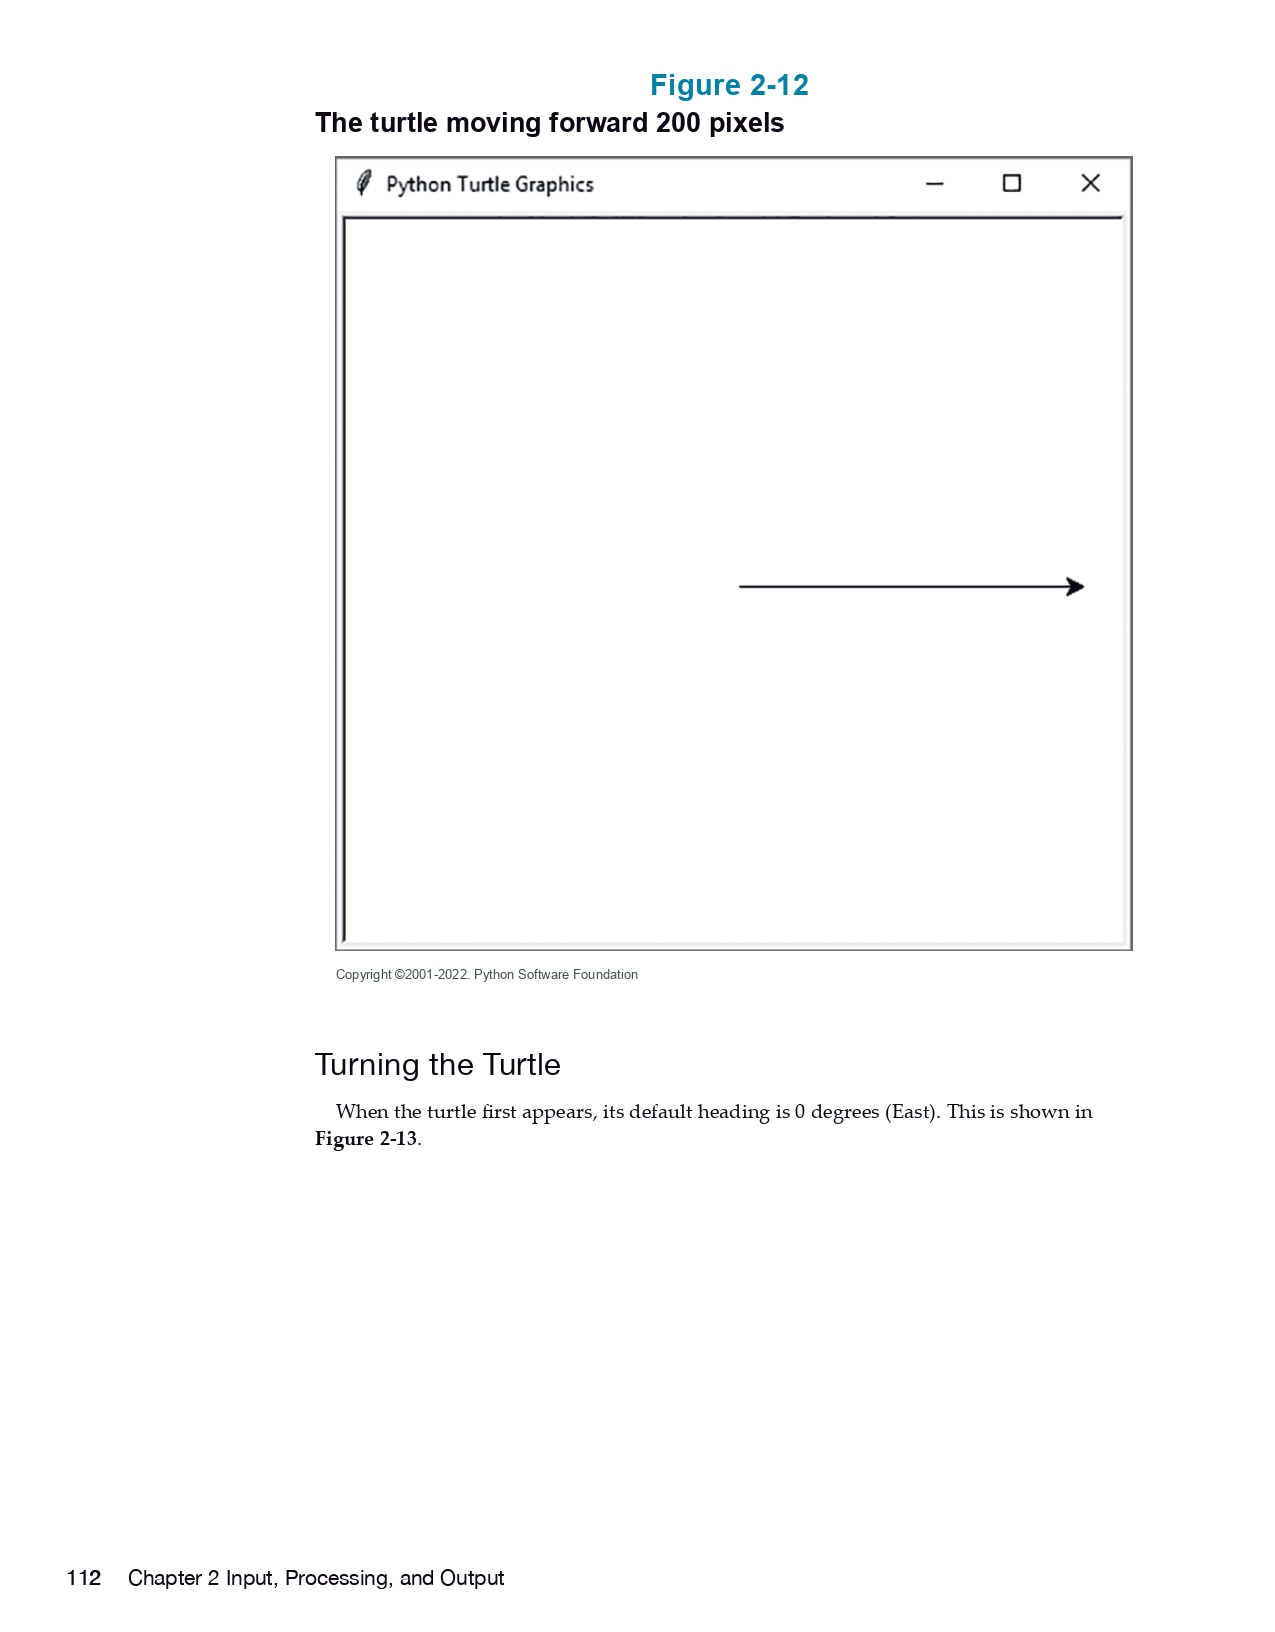 Figure 2-12
The turtle moving forward 200 pixels
Python Turtle Graphics
Copyright ©2001-2022. Python Software Foundation
Turning the Turtle
When the turtle first appears, its default heading is 0 degrees (East). This is shown in
Figure 2-13.
112 Chapter 2 Input, Processing, and Output